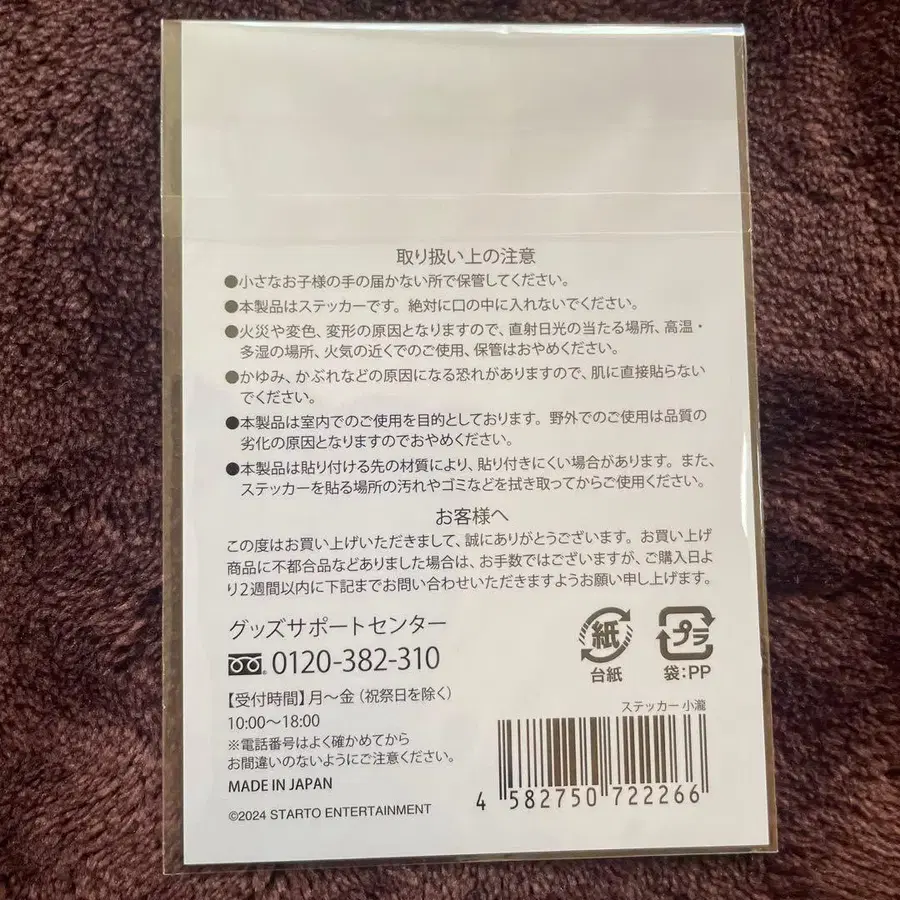 取り扱い上の注意
●小さなお子様の手の届かない所で保管してください。
●本製品はステッカーです。絶対に口の中に入れないでください。
●火災や変色、変形の原因となりますので、直射日光の当たる場所、高温・
多湿の場所、火気の近くでのご使用、保管はおやめください。
●かゆみ、かぶれなどの原因になる恐れがありますので、肌に直接貼らない
でください。
●本製品は室内でのご使用を目的としております。野外でのご使用は品質の
劣化の原因となりますのでおやめください。
●本製品は貼り付ける先の材質により、貼り付きにくい場合があります。また、
ステッカーを貼る場所の汚れやゴミなどを拭き取ってからご使用ください。
お客様へ
この度はお買い上げいただきまして、誠にありがとうございます。お買い上げ
商品に不都合品などありました場合は、お手数ではございますが、ご購入日よ
り2週間以内に下記までお問い合わせいただきますようお願い申し上げます。
グッズサポートセンター
0120-382-310
【受付時間】月～金（祝祭日を除く）
10:00～18:00
※電話番号はよく確かめてから
お間違いのないようにご注意ください。
MADE IN JAPAN
©2024 STARTO ENTERTAINMENT
紙
台紙
プラ
袋:PP
ステッカー 小瀧
4 582750 722266